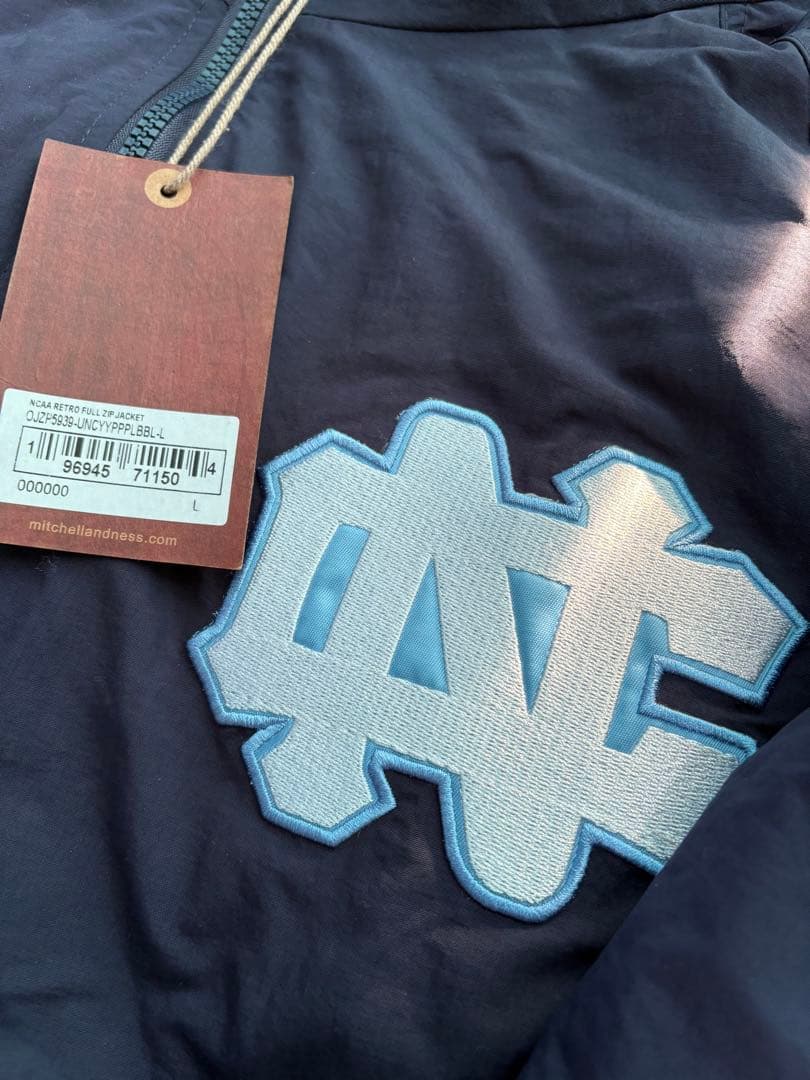 NCAA RETRO FULL ZIP JACKET
OJZP5939-UNCYYPPPLBBL-L
1 96945 71150 4
000000
L
mitchellandness.com
NC